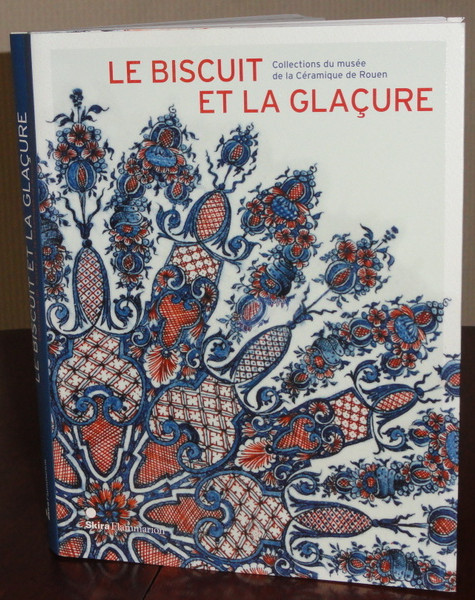 LE BISCUIT
ET LA GLAÇURE
Collections du musée
de la Céramique de Rouen
LE BISCUIT ET LA GLAÇURE
Skira Flammarion